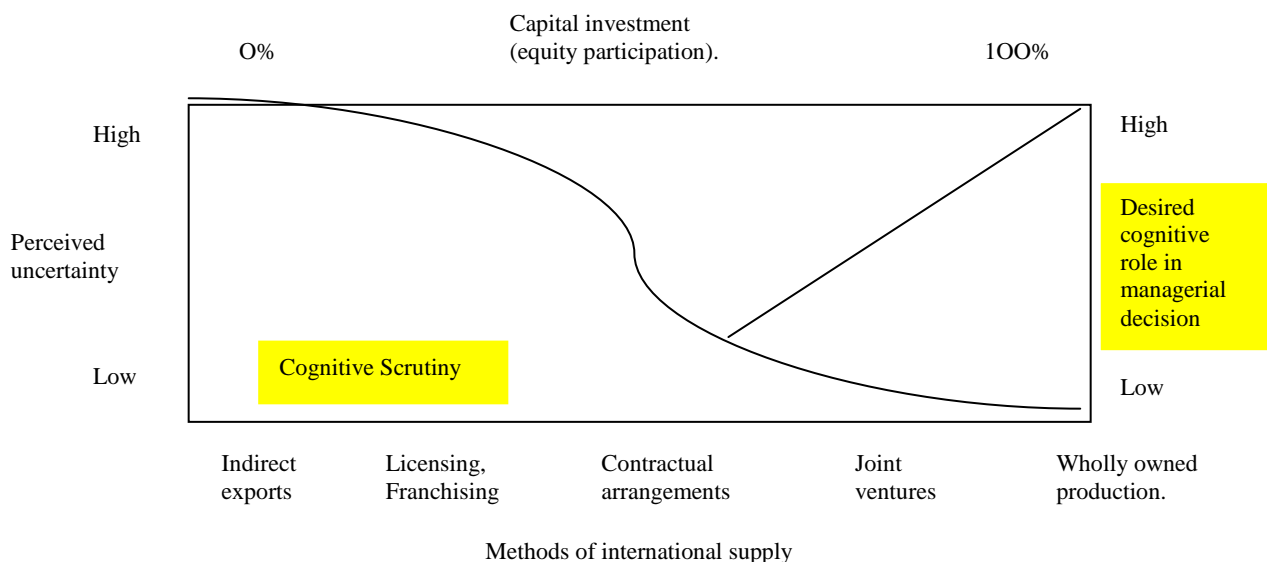 Capital investment
(equity participation).
O%
1OO%
High
High
Perceived
uncertainty
Desired
cognitive
role in
managerial
decision
Cognitive Scrutiny
Low
Low
Indirect
exports
Licensing,
Franchising
Contractual
arrangements
Joint
ventures
Wholly owned
production.
Methods of international supply